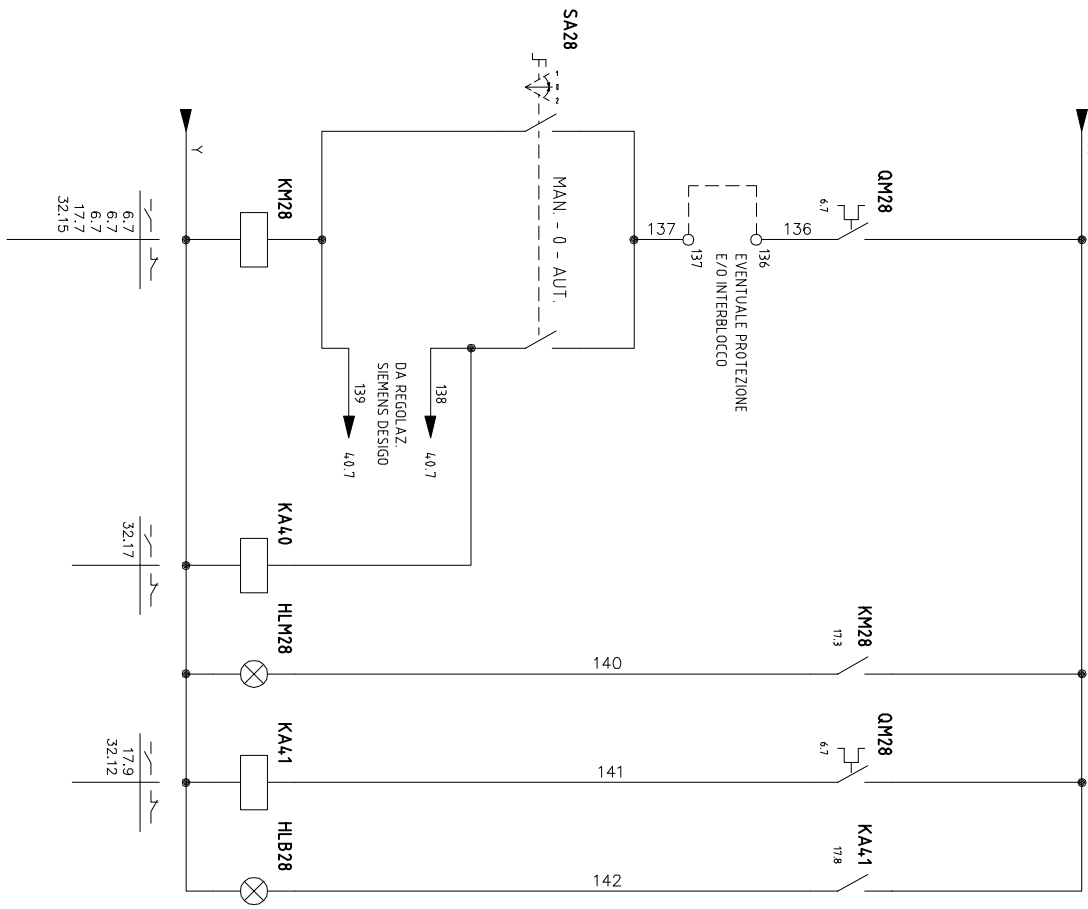 QM28
KM28
QM28
KA41
6.7
17.3
6.7
17.8
136
136
EVENTUALE PROTEZIONE
E/O INTERBLOCCO
137
137
140
141
142
SA28
1
0
2
MAN. - 0 - AUT.
138
40.7
DA REGOLAZ.
SIEMENS DESIGO
139
40.7
KM28
KA40
HLM28
KA41
HLB28
Y
6.7
6.7
6.7
17.7
32.15
32.17
17.9
32.12